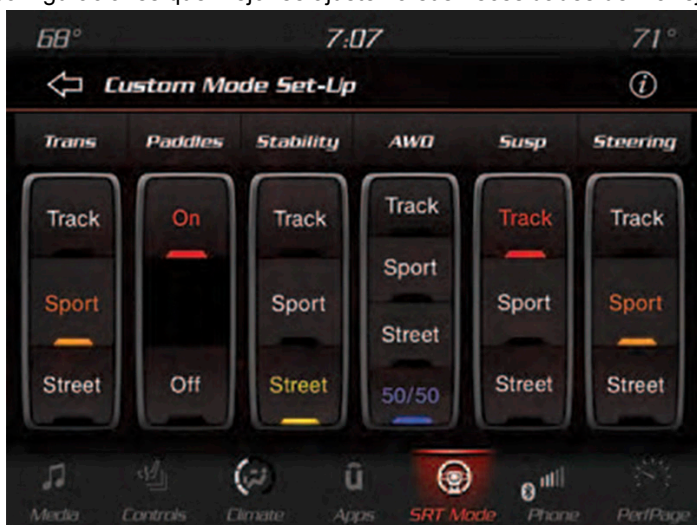 68° 7:07 71°
Custom Mode Set-Up
Trans Paddles Stability AWD Susp Steering
Track On Track Track Track Track
Sport Sport Sport Sport Sport
Street
Street Off Street 50/50 Street Street
Media Controls Climate Apps SRT Mode Phone PerfPage